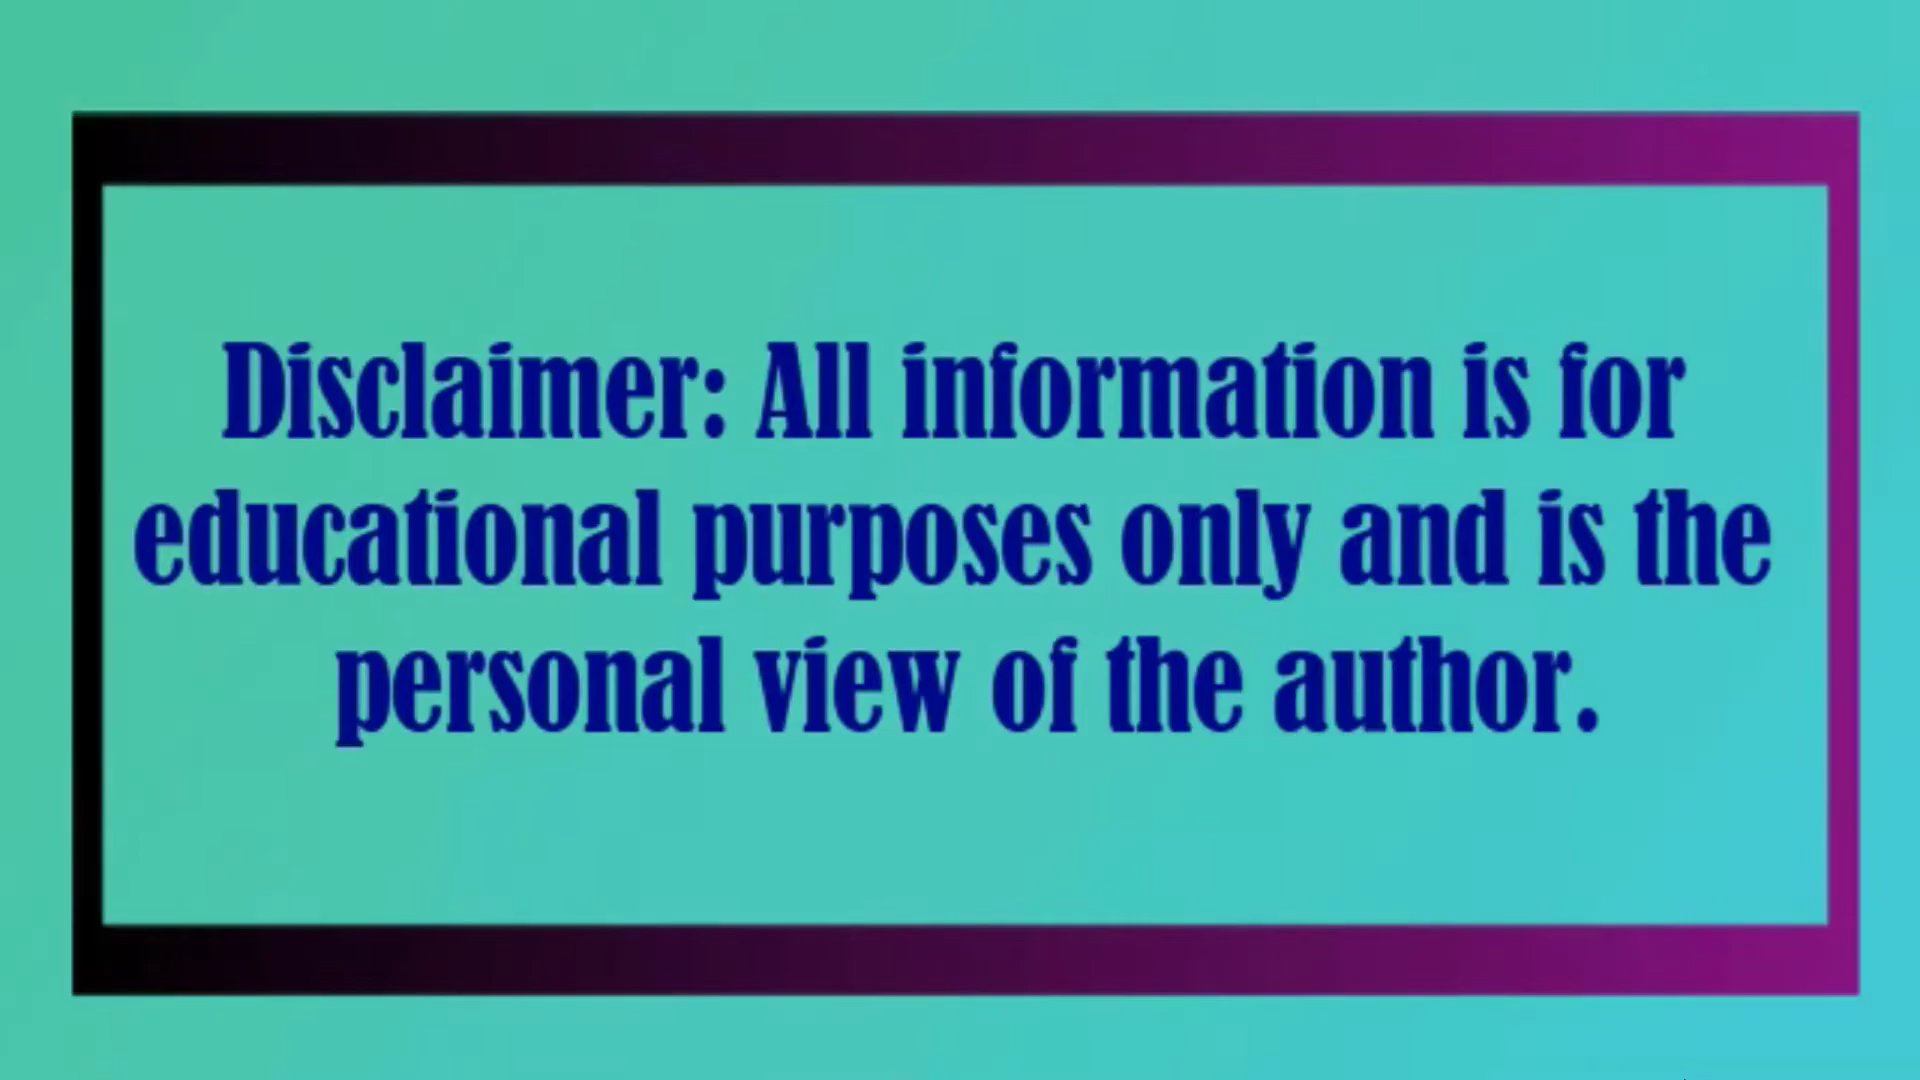 Disclaimer: All information is for
educational purposes only and is the
personal view of the author.